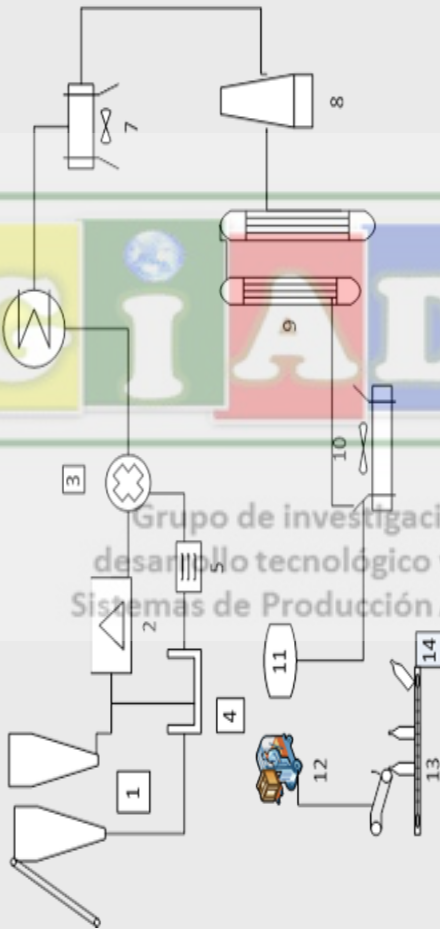 7
8
C
i
A
D
9
3
10
Grupo de investigaci
desarrollo tecnológico
Sistemas de Producción
2
5
11
14
4
12
1
13